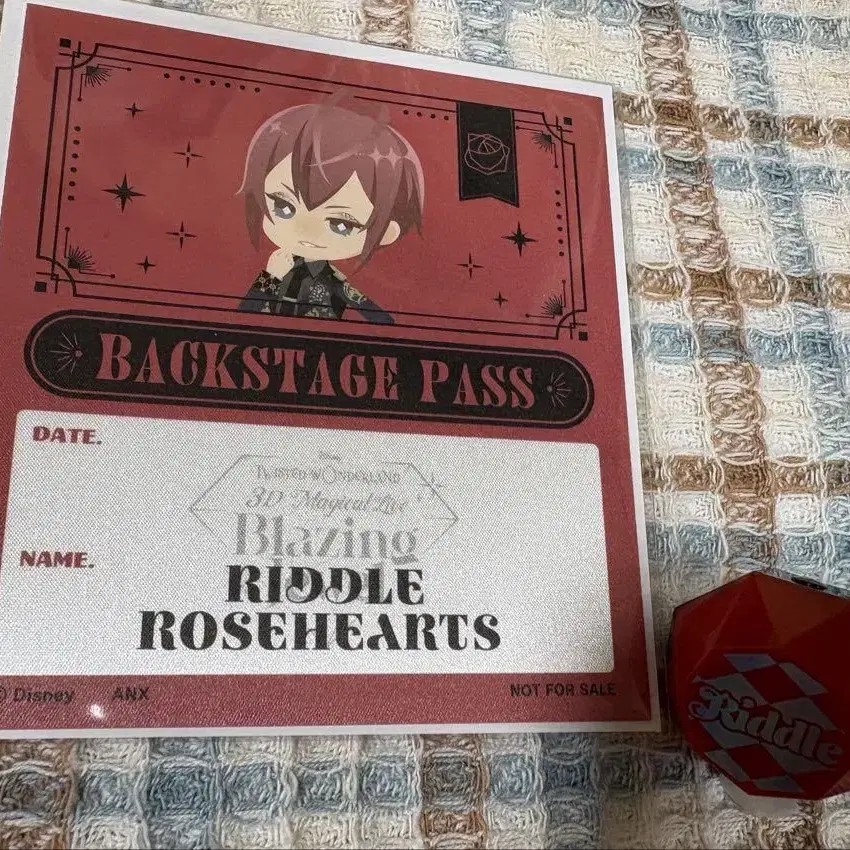 BACKSTAGE PASS
DATE.
TWISTED WONDERLAND
3D Magical Live
Blazing
NAME.
RIDDLE
ROSEHEARTS
© Disney ANX
NOT FOR SALE
Riddle